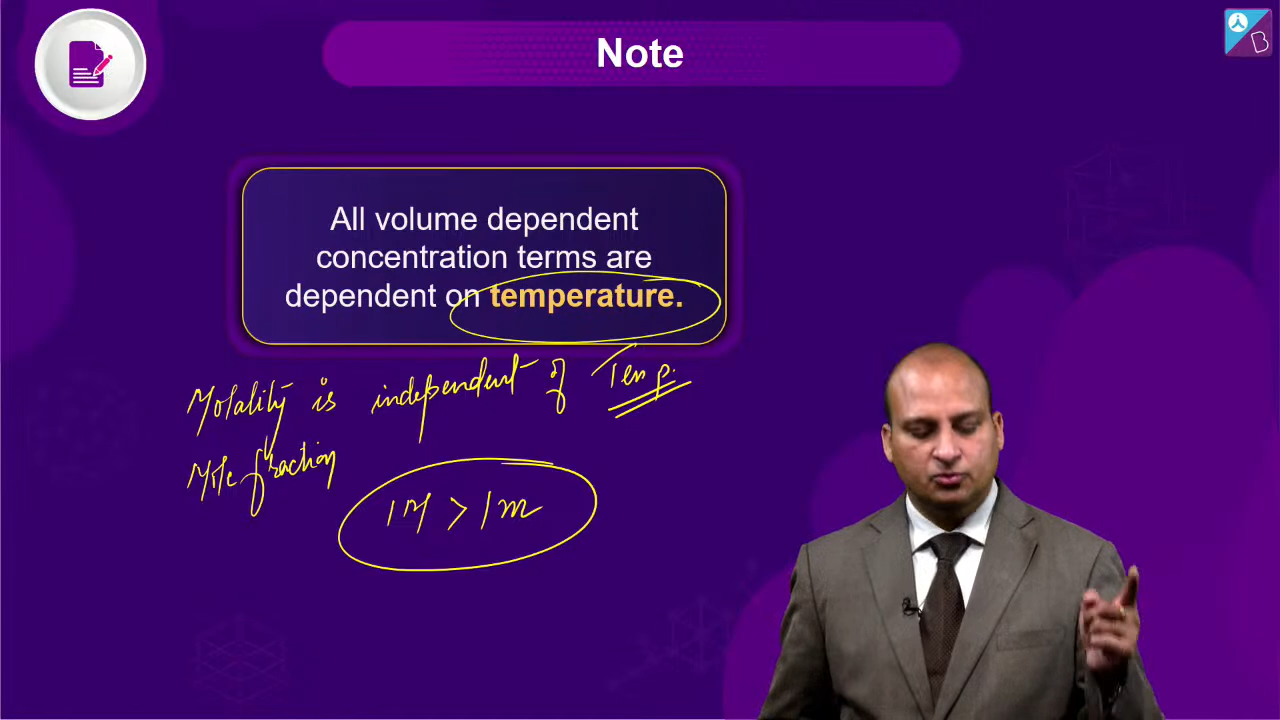 Note
All volume dependent
concentration terms are
dependent on temperature.
Molality is independent of Temp.
Mole fraction
1M > 1m